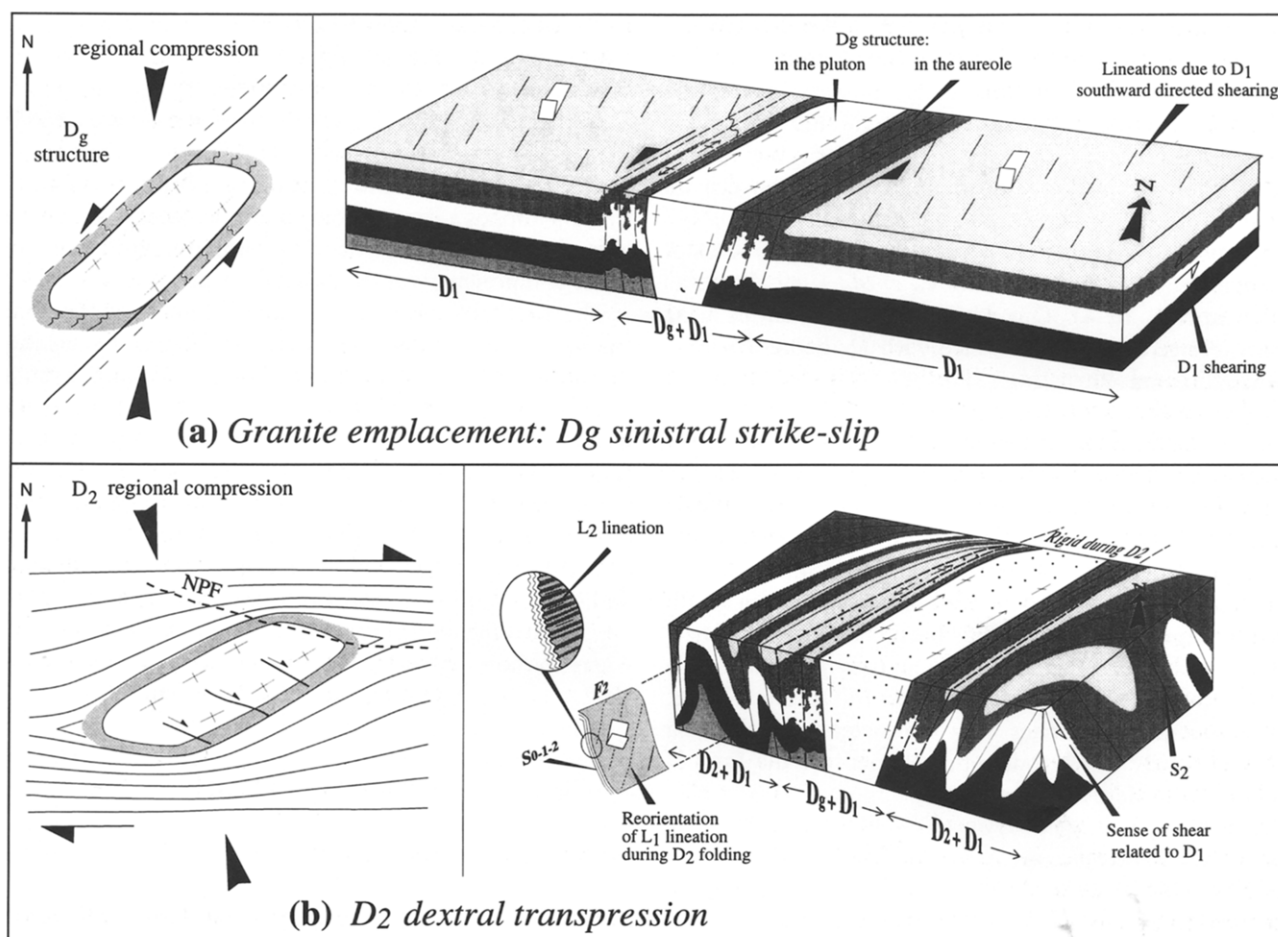 N
regional compression
Dg
structure
Dg structure:
in the pluton
in the aureole
Lineations due to D1
southward directed shearing
N
D1
Dg + D1
D1
D1 shearing
(a) Granite emplacement: Dg sinistral strike-slip
N
D2 regional compression
NPF
L2 lineation
Rigid during D2
F2
S0-1-2
D2 + D1
Dg + D1
D2 + D1
S2
Reorientation
of L1 lineation
during D2 folding
Sense of shear
related to D1
(b) D2 dextral transpression